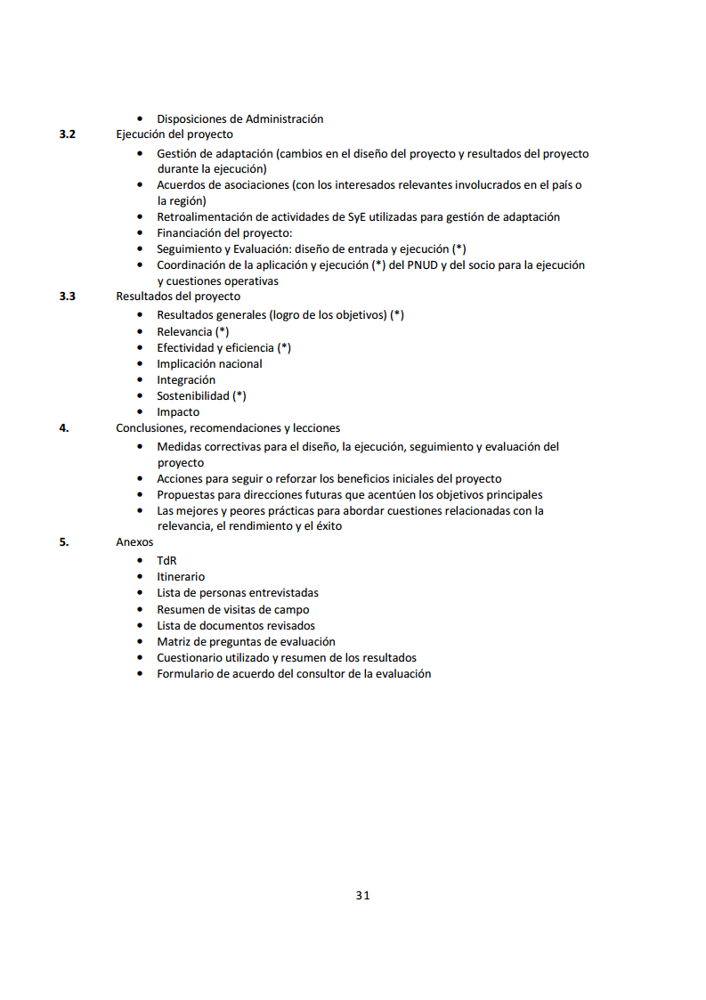 • Disposiciones de Administración
3.2 Ejecución del proyecto
• Gestión de adaptación (cambios en el diseño del proyecto y resultados del proyecto
durante la ejecución)
• Acuerdos de asociaciones (con los interesados relevantes involucrados en el país o
la región)
• Retroalimentación de actividades de SyE utilizadas para gestión de adaptación
• Financiación del proyecto:
• Seguimiento y Evaluación: diseño de entrada y ejecución (*)
• Coordinación de la aplicación y ejecución (*) del PNUD y del socio para la ejecución
y cuestiones operativas
3.3 Resultados del proyecto
• Resultados generales (logro de los objetivos) (*)
• Relevancia (*)
• Efectividad y eficiencia (*)
• Implicación nacional
• Integración
• Sostenibilidad (*)
• Impacto
4. Conclusiones, recomendaciones y lecciones
• Medidas correctivas para el diseño, la ejecución, seguimiento y evaluación del
proyecto
• Acciones para seguir o reforzar los beneficios iniciales del proyecto
• Propuestas para direcciones futuras que acentúen los objetivos principales
• Las mejores y peores prácticas para abordar cuestiones relacionadas con la
relevancia, el rendimiento y el éxito
5. Anexos
• TdR
• Itinerario
• Lista de personas entrevistadas
• Resumen de visitas de campo
• Lista de documentos revisados
• Matriz de preguntas de evaluación
• Cuestionario utilizado y resumen de los resultados
• Formulario de acuerdo del consultor de la evaluación
31